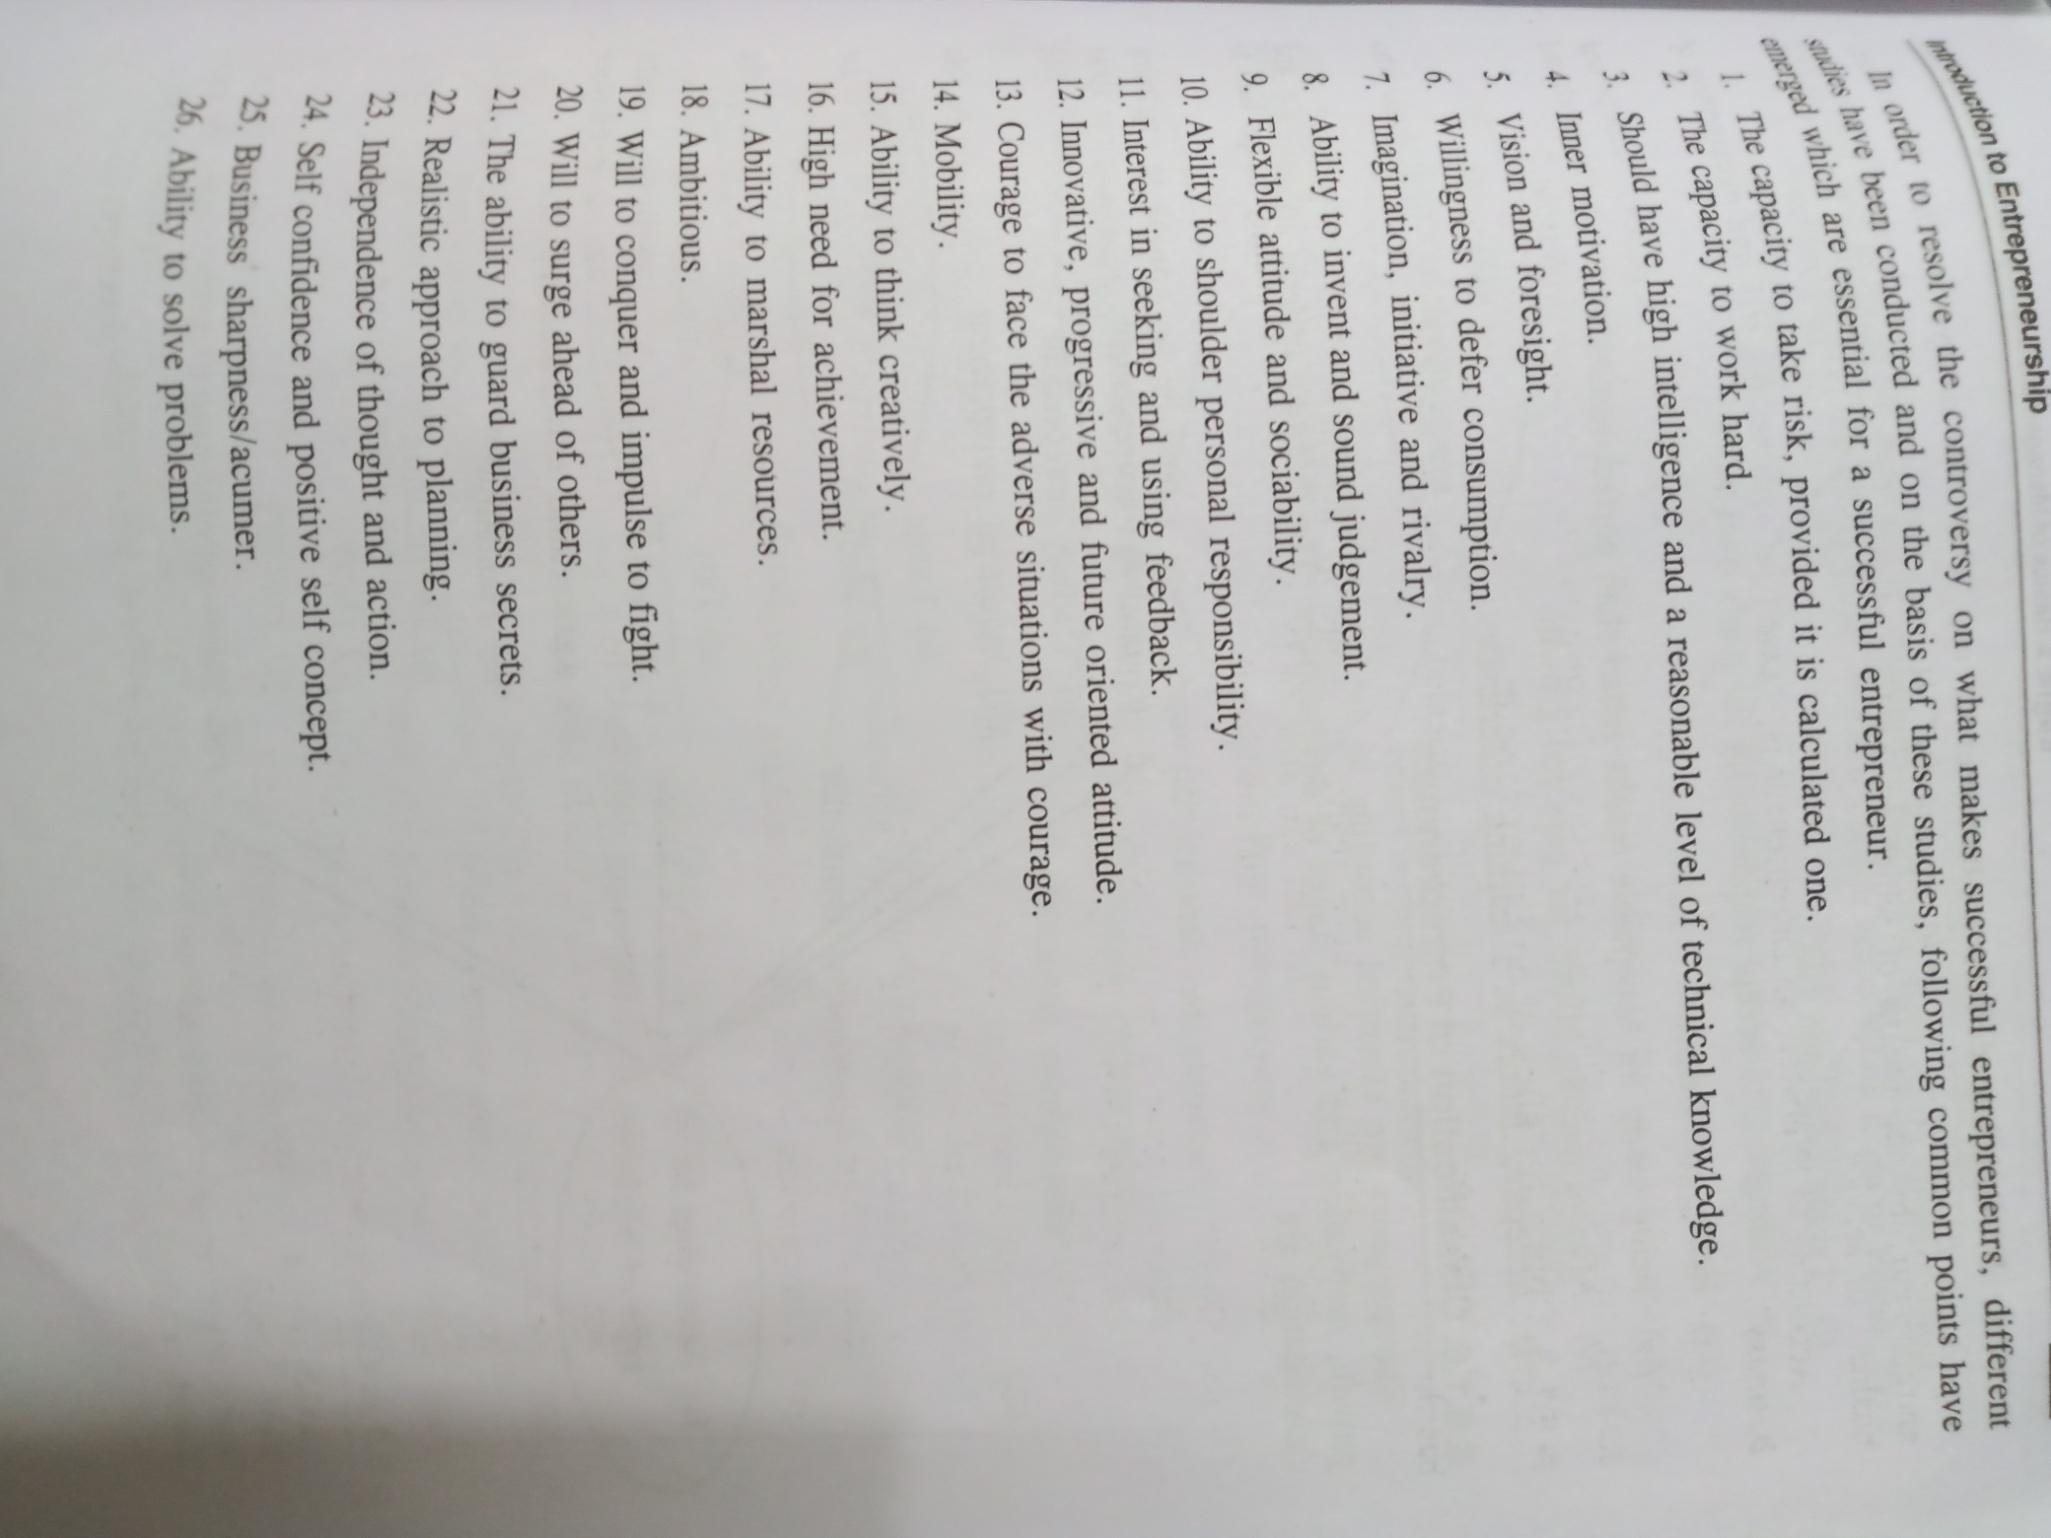 Introduction to Entrepreneurship
In order to resolve the controversy on what makes successful entrepreneurs, different
studies have been conducted and on the basis of these studies, following common points have
emerged which are essential for a successful entrepreneur.
1. The capacity to take risk, provided it is calculated one.
2. The capacity to work hard.
3. Should have high intelligence and a reasonable level of technical knowledge.
4. Inner motivation.
5. Vision and foresight.
6. Willingness to defer consumption.
7. Imagination, initiative and rivalry.
8. Ability to invent and sound judgement.
9. Flexible attitude and sociability.
10. Ability to shoulder personal responsibility.
11. Interest in seeking and using feedback.
12. Innovative, progressive and future oriented attitude.
13. Courage to face the adverse situations with courage.
14. Mobility.
15. Ability to think creatively.
16. High need for achievement.
17. Ability to marshal resources.
18. Ambitious.
19. Will to conquer and impulse to fight.
20. Will to surge ahead of others.
21. The ability to guard business secrets.
22. Realistic approach to planning.
23. Independence of thought and action.
24. Self confidence and positive self concept.
25. Business sharpness/acumer.
26. Ability to solve problems.